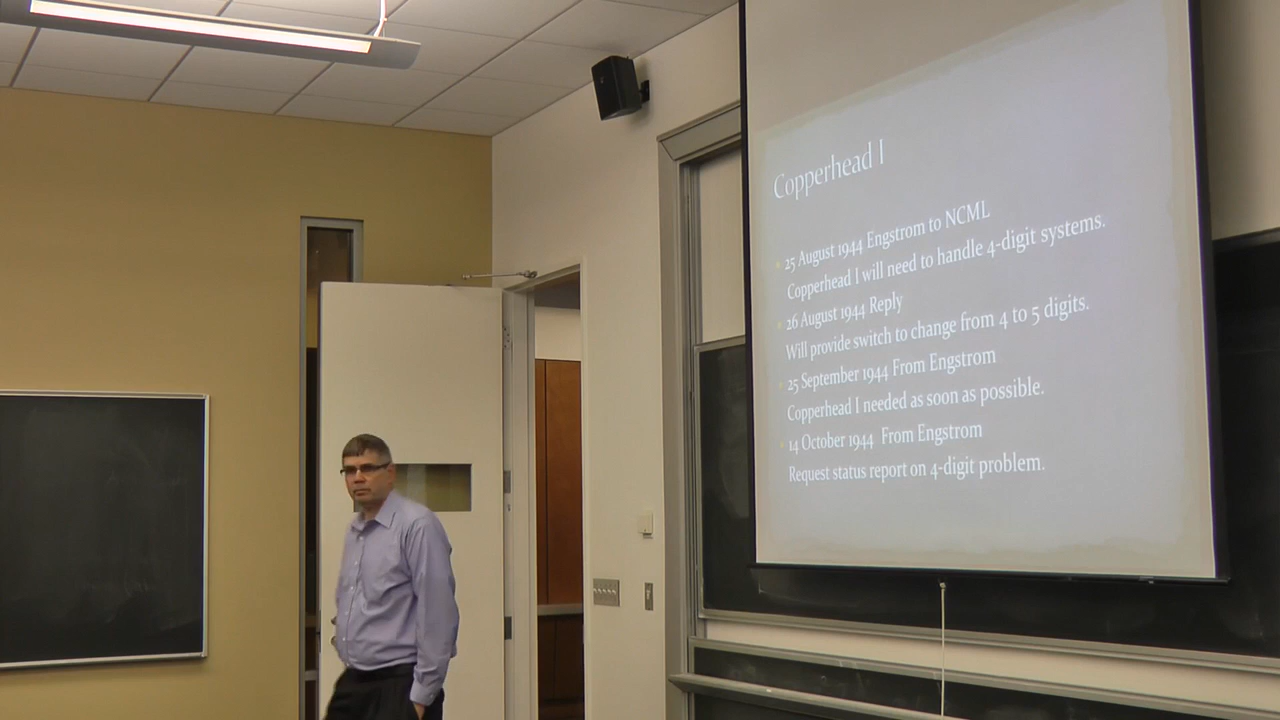 Copperhead I
25 August 1944 Engstrom to NCML
Copperhead I will need to handle 4-digit systems.
26 August 1944 Reply
Will provide switch to change from 4 to 5 digits.
25 September 1944 From Engstrom
Copperhead I needed as soon as possible.
14 October 1944 From Engstrom
Request status report on 4-digit problem.